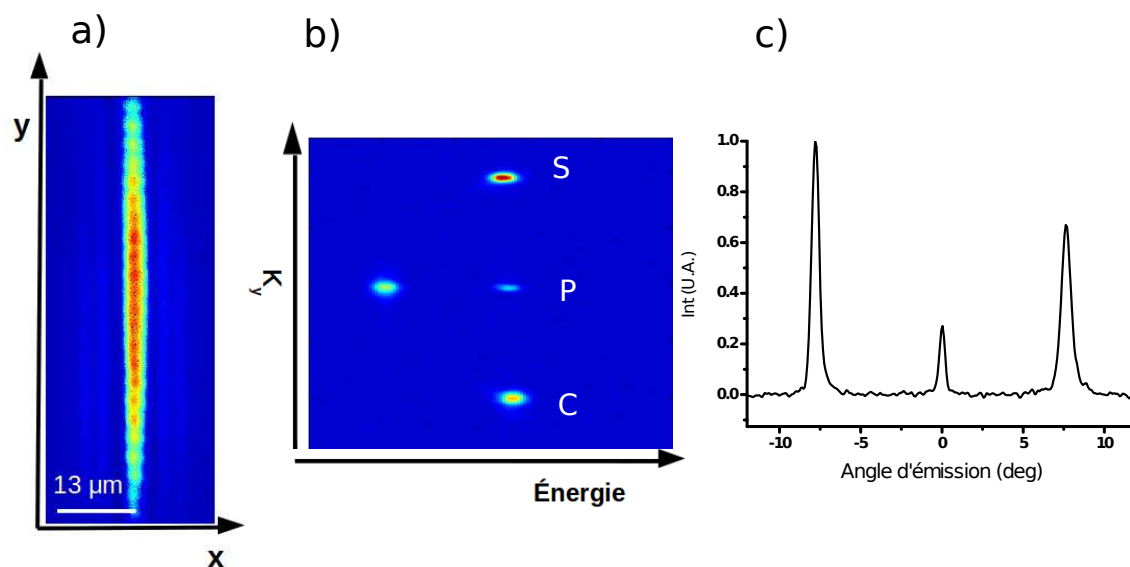 a)
y
13 µm
x
b)
K
y
S
P
C
Énergie
c)
Int (U.A.)
1.0
0.8
0.6
0.4
0.2
0.0
-10 -5 0 5 10
Angle d'émission (deg)